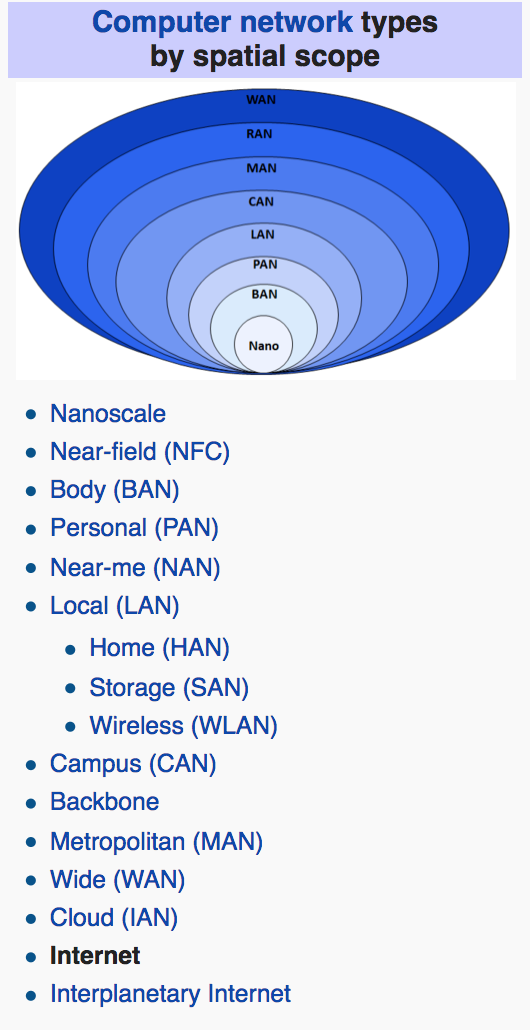 Computer network types
by spatial scope
WAN
RAN
MAN
CAN
LAN
PAN
BAN
Nano
Nanoscale
Near-field (NFC)
Body (BAN)
Personal (PAN)
Near-me (NAN)
Local (LAN)
Home (HAN)
Storage (SAN)
Wireless (WLAN)
Campus (CAN)
Backbone
Metropolitan (MAN)
Wide (WAN)
Cloud (IAN)
Internet
Interplanetary Internet